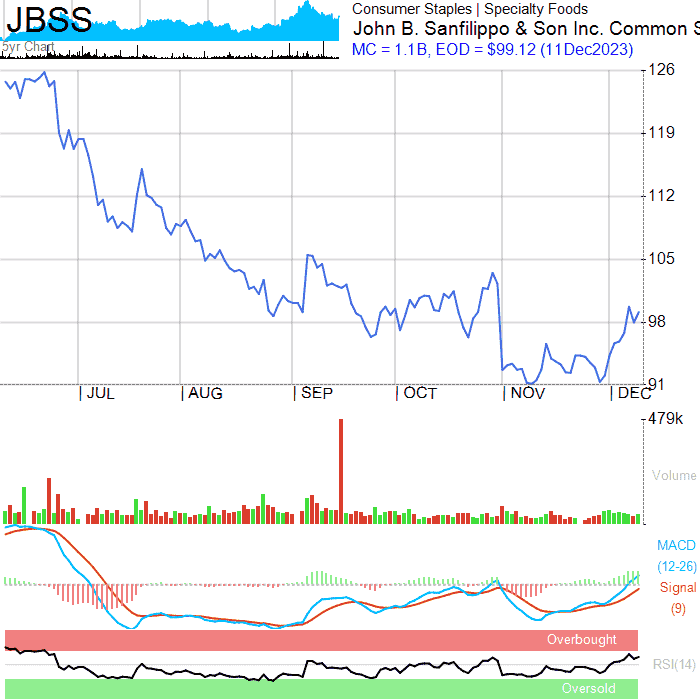 JBSS
5yr Chart
Consumer Staples | Specialty Foods
John B. Sanfilippo & Son Inc. Common S
MC = 1.1B, EOD = $99.12 (11Dec2023)
126
119
112
105
98
91
JUL AUG SEP OCT NOV DEC
479k
Volume
MACD
(12-26)
Signal
(9)
Overbought
RSI(14)
Oversold